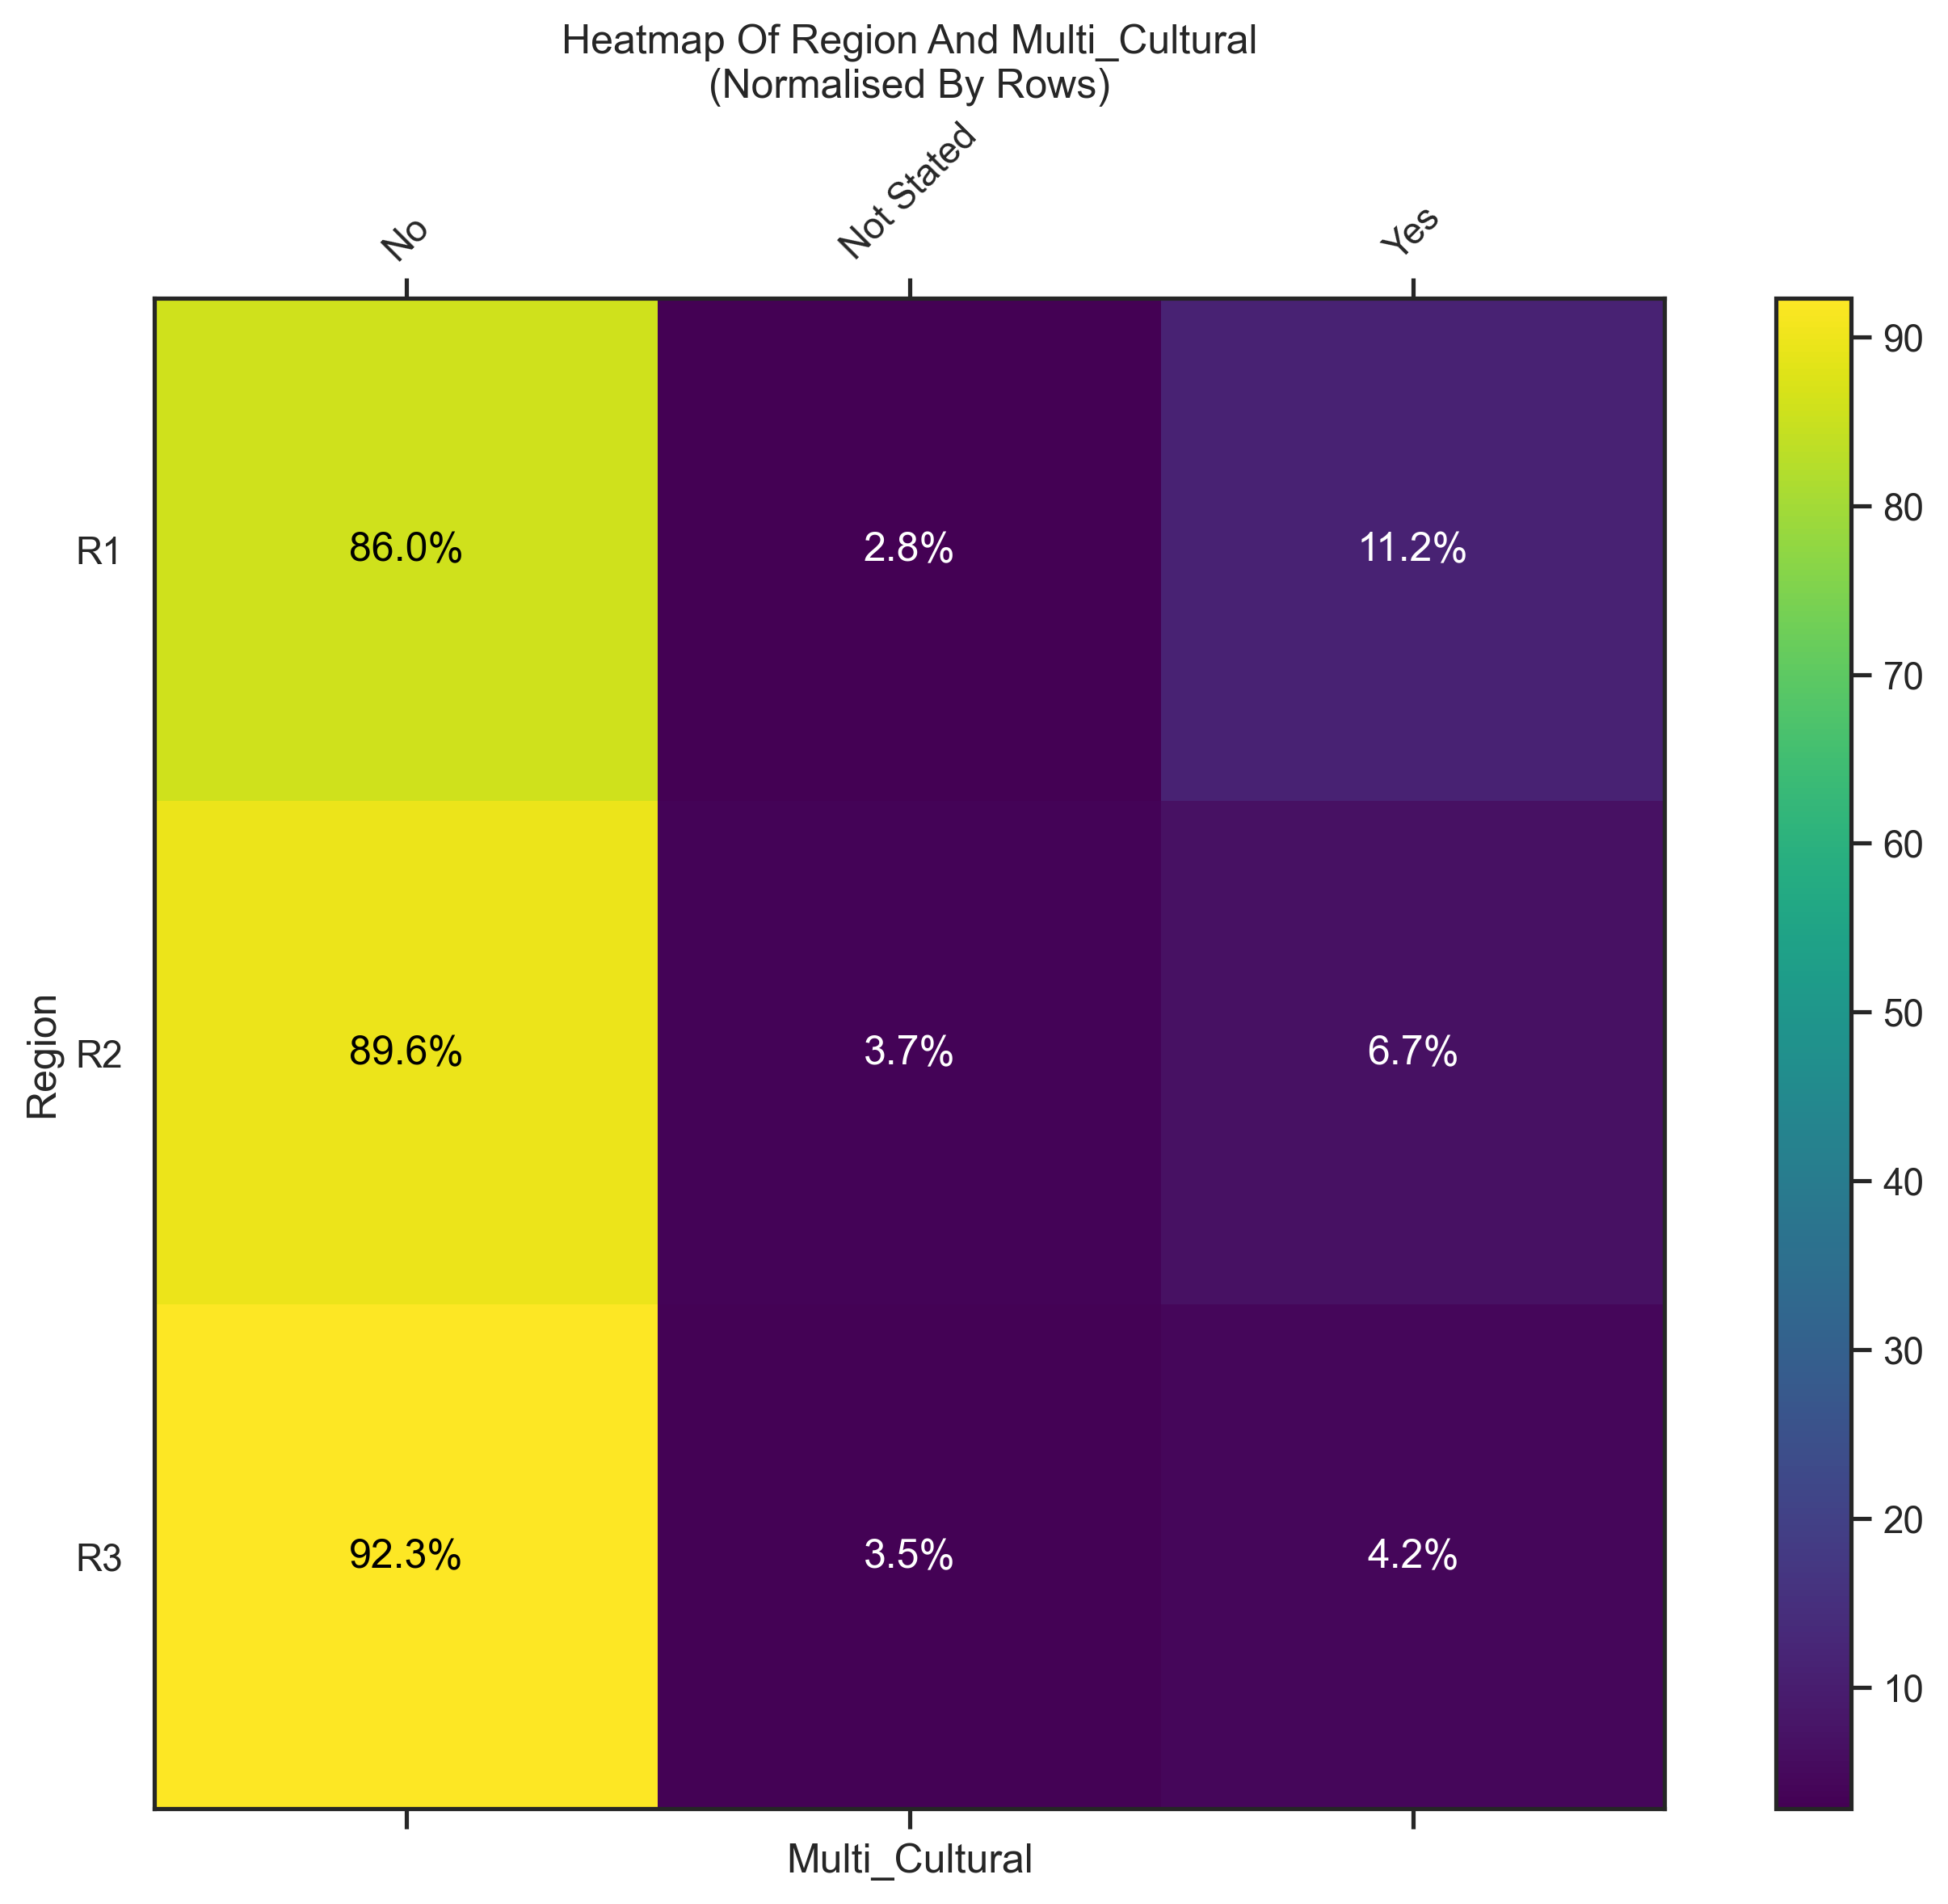 Heatmap Of Region And Multi_Cultural
(Normalised By Rows)
No
Not Stated
Yes
R1
86.0%
2.8%
11.2%
Region
R2
89.6%
3.7%
6.7%
R3
92.3%
3.5%
4.2%
Multi_Cultural
90
80
70
60
50
40
30
20
10